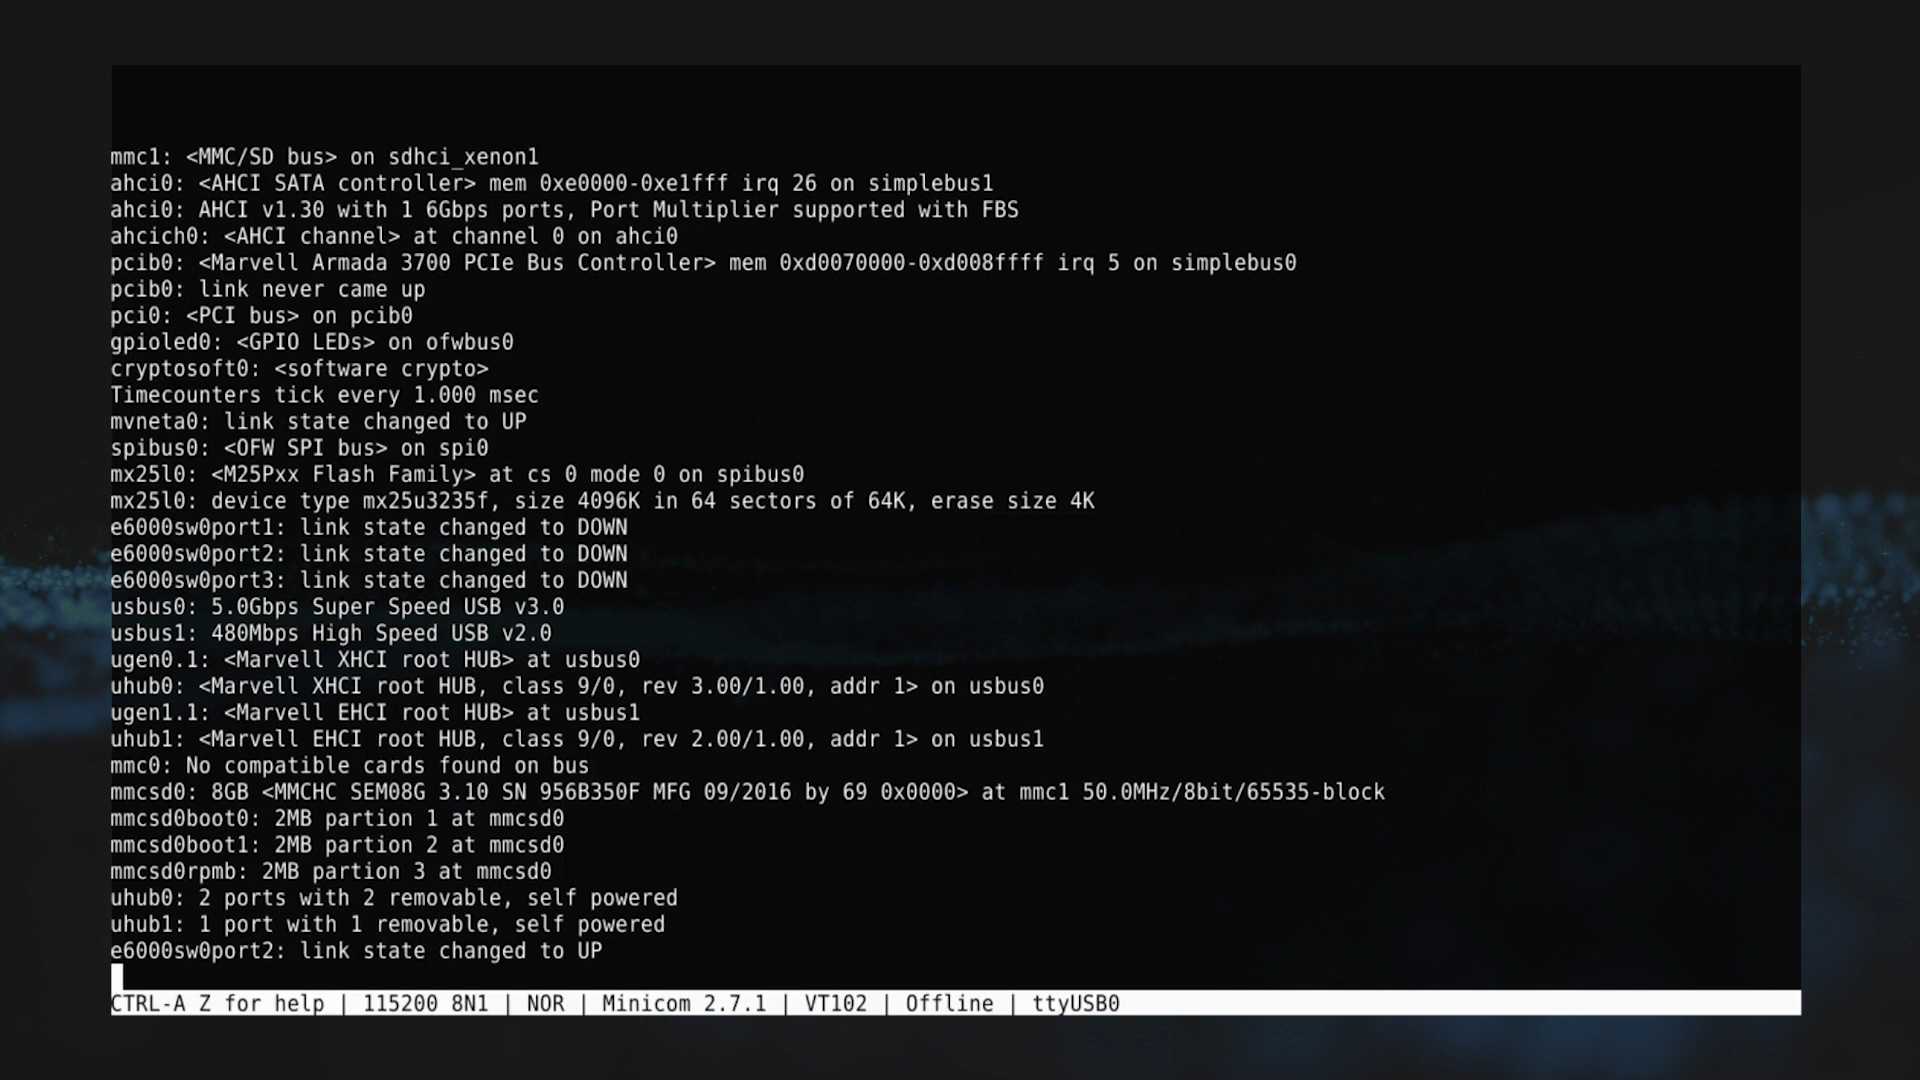 mmc1: <MMC/SD bus> on sdhci_xenon1
ahci0: <AHCI SATA controller> mem 0xe0000-0xe1fff irq 26 on simplebus1
ahci0: AHCI v1.30 with 1 6Gbps ports, Port Multiplier supported with FBS
ahcich0: <AHCI channel> at channel 0 on ahci0
pcib0: <Marvell Armada 3700 PCIe Bus Controller> mem 0xd0070000-0xd008ffff irq 5 on simplebus0
pcib0: link never came up
pci0: <PCI bus> on pcib0
gpioled0: <GPIO LEDs> on ofwbus0
cryptosoft0: <software crypto>
Timecounters tick every 1.000 msec
mvneta0: link state changed to UP
spibus0: <OFW SPI bus> on spi0
mx25l0: <M25Pxx Flash Family> at cs 0 mode 0 on spibus0
mx25l0: device type mx25u3235f, size 4096K in 64 sectors of 64K, erase size 4K
e6000sw0port1: link state changed to DOWN
e6000sw0port2: link state changed to DOWN
e6000sw0port3: link state changed to DOWN
usbus0: 5.0Gbps Super Speed USB v3.0
usbus1: 480Mbps High Speed USB v2.0
ugen0.1: <Marvell XHCI root HUB> at usbus0
uhub0: <Marvell XHCI root HUB, class 9/0, rev 3.00/1.00, addr 1> on usbus0
ugen1.1: <Marvell EHCI root HUB> at usbus1
uhub1: <Marvell EHCI root HUB, class 9/0, rev 2.00/1.00, addr 1> on usbus1
mmc0: No compatible cards found on bus
mmcsd0: 8GB <MMCHC SEM08G 3.10 SN 956B350F MFG 09/2016 by 69 0x0000> at mmc1 50.0MHz/8bit/65535-block
mmcsd0boot0: 2MB partion 1 at mmcsd0
mmcsd0boot1: 2MB partion 2 at mmcsd0
mmcsd0rpmb: 2MB partion 3 at mmcsd0
uhub0: 2 ports with 2 removable, self powered
uhub1: 1 port with 1 removable, self powered
e6000sw0port2: link state changed to UP
CTRL-A Z for help | 115200 8N1 | NOR | Minicom 2.7.1 | VT102 | Offline | ttyUSB0